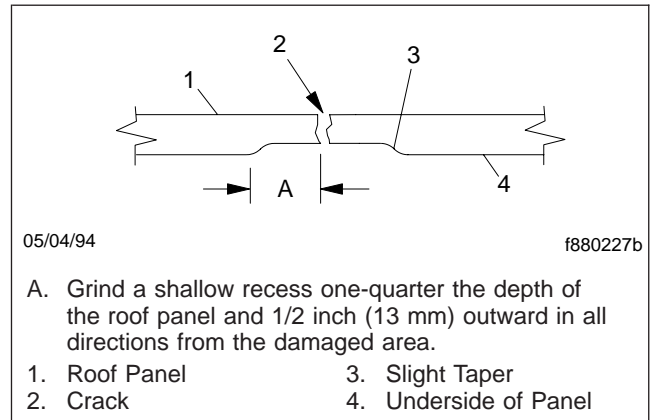 2
3
1
A
4
05/04/94 f880227b
A. Grind a shallow recess one-quarter the depth of
the roof panel and 1/2 inch (13 mm) outward in all
directions from the damaged area.
1. Roof Panel 3. Slight Taper
2. Crack 4. Underside of Panel